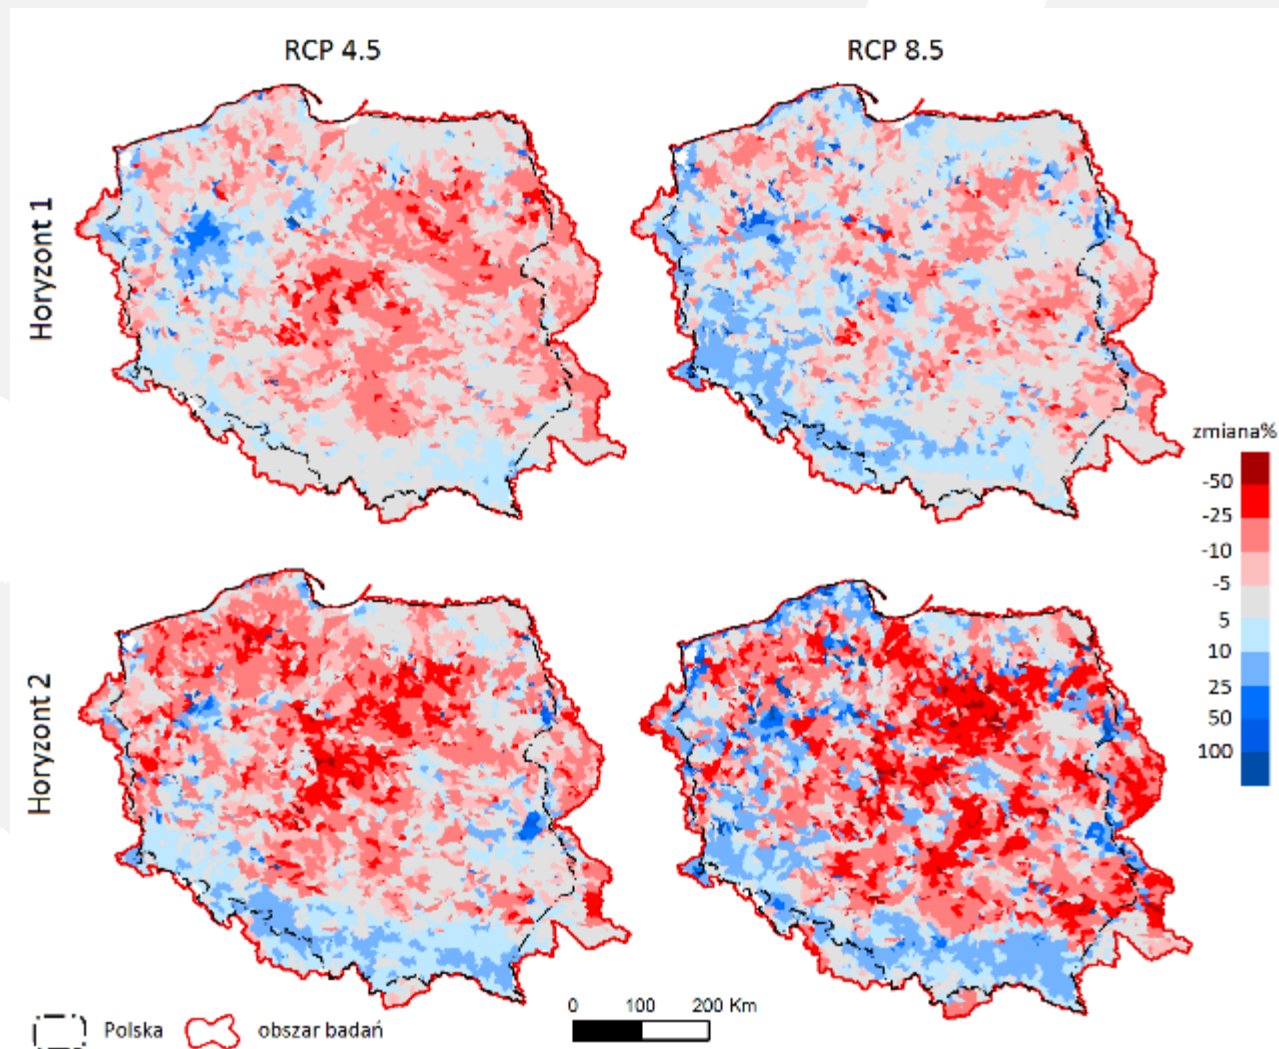 RCP 4.5
RCP 8.5
Horyzont 1
zmiana%
-50
-25
-10
-5
5
10
25
50
100
Horyzont 2
0 100 200 Km
Polska
obszar badań